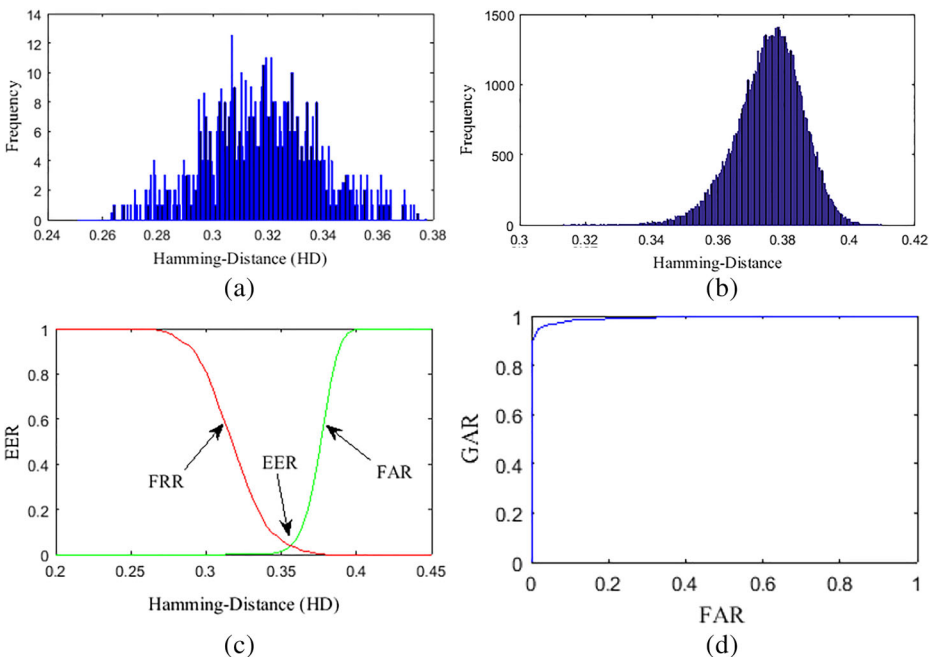 14
12
10
8
6
4
2
0
Frequency
0.24 0.26 0.28 0.3 0.32 0.34 0.36 0.38
Hamming-Distance (HD)
(a)
1500
1000
500
0
Frequency
0.3 0.32 0.34 0.36 0.38 0.4 0.42
Hamming-Distance
(b)
1
0.8
0.6
0.4
0.2
0
EER
FRR
EER
FAR
0.2 0.25 0.3 0.35 0.4 0.45
Hamming-Distance (HD)
(c)
1
0.8
0.6
0.4
0.2
0
GAR
0 0.2 0.4 0.6 0.8 1
FAR
(d)